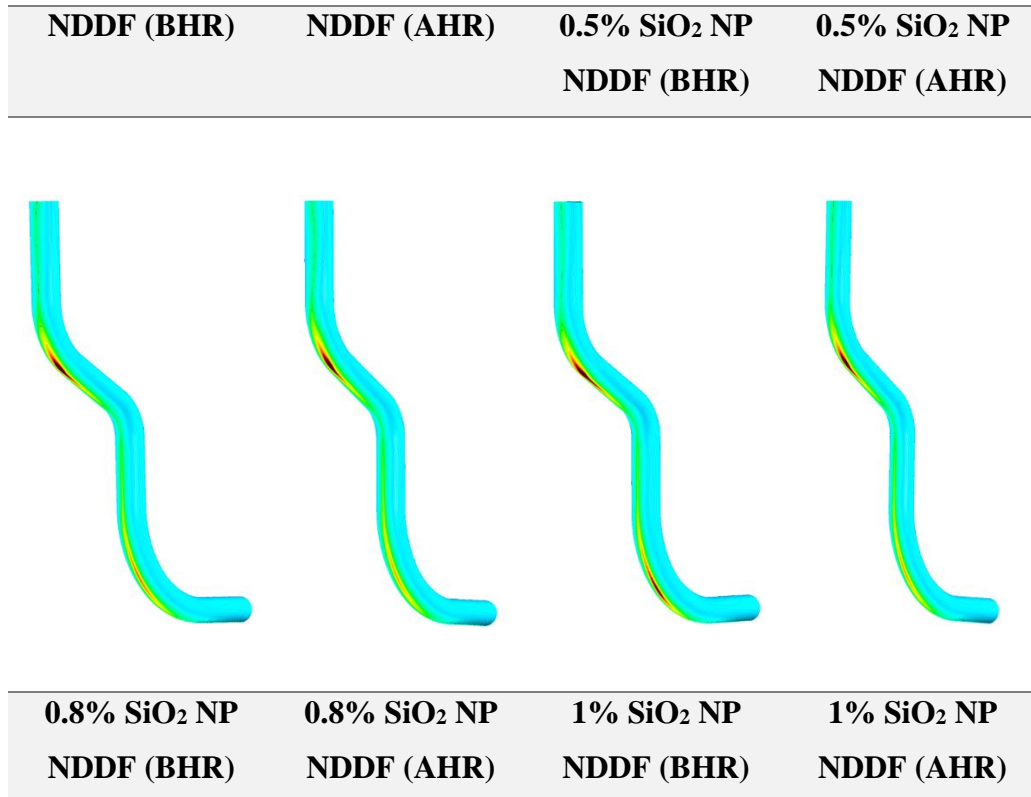 NDDF (BHR) NDDF (AHR) 0.5% SiO₂ NP 0.5% SiO₂ NP
NDDF (BHR) NDDF (AHR)
0.8% SiO₂ NP 0.8% SiO₂ NP 1% SiO₂ NP 1% SiO₂ NP
NDDF (BHR) NDDF (AHR) NDDF (BHR) NDDF (AHR)